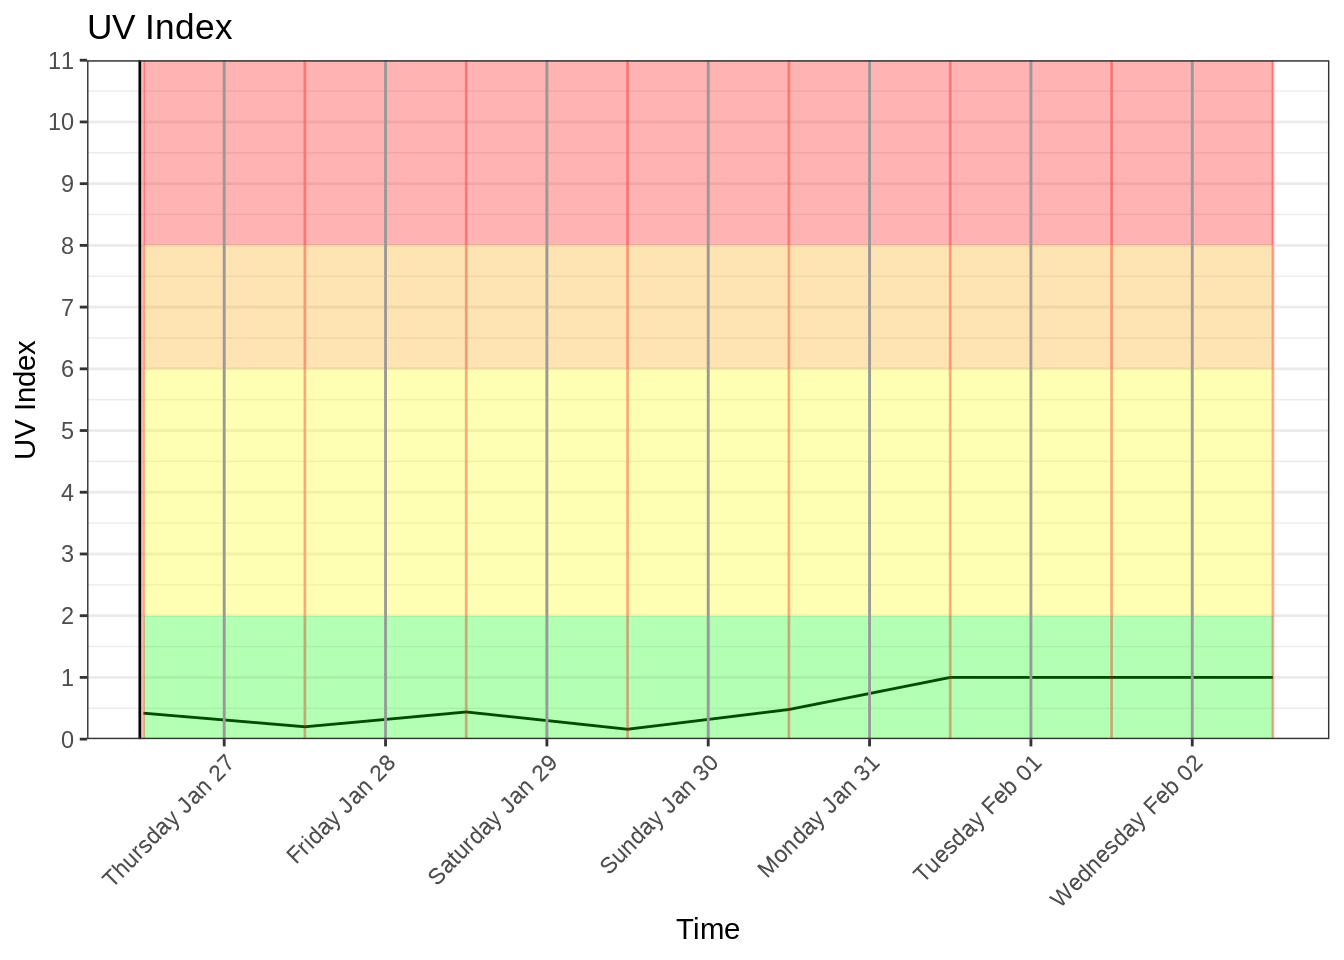 UV Index
11
10
9
8
7
6
5
4
3
2
1
0
UV Index
Thursday Jan 27
Friday Jan 28
Saturday Jan 29
Sunday Jan 30
Monday Jan 31
Tuesday Feb 01
Wednesday Feb 02
Time